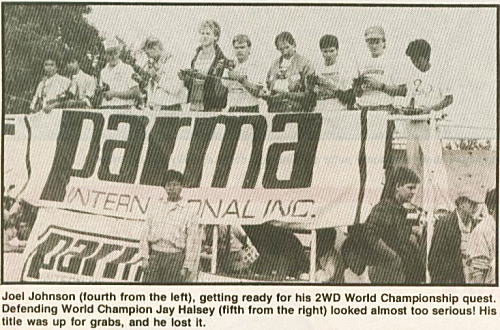 parma
INTERN ONAL INC.
Joel Johnson (fourth from the left), getting ready for his 2WD World Championship quest.
Defending World Champion Jay Halsey (fifth from the right) looked almost too serious! His
title was up for grabs, and he lost it.